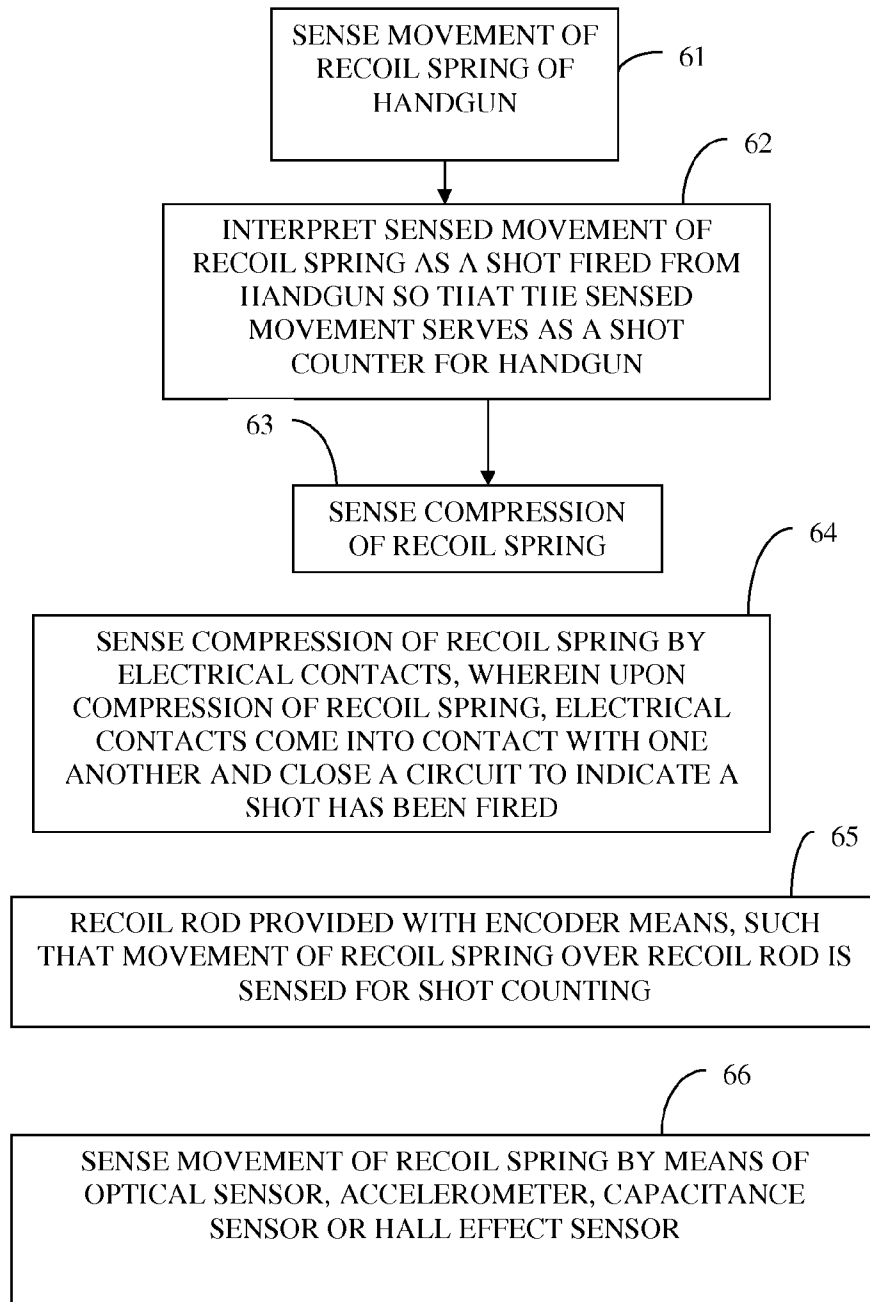 SENSE MOVEMENT OF
RECOIL SPRING OF
HANDGUN
61
62
INTERPRET SENSED MOVEMENT OF
RECOIL SPRING AS A SHOT FIRED FROM
HANDGUN SO THAT THE SENSED
MOVEMENT SERVES AS A SHOT
COUNTER FOR HANDGUN
63
SENSE COMPRESSION
OF RECOIL SPRING
64
SENSE COMPRESSION OF RECOIL SPRING BY
ELECTRICAL CONTACTS, WHEREIN UPON
COMPRESSION OF RECOIL SPRING, ELECTRICAL
CONTACTS COME INTO CONTACT WITH ONE
ANOTHER AND CLOSE A CIRCUIT TO INDICATE A
SHOT HAS BEEN FIRED
65
RECOIL ROD PROVIDED WITH ENCODER MEANS, SUCH
THAT MOVEMENT OF RECOIL SPRING OVER RECOIL ROD IS
SENSED FOR SHOT COUNTING
66
SENSE MOVEMENT OF RECOIL SPRING BY MEANS OF
OPTICAL SENSOR, ACCELEROMETER, CAPACITANCE
SENSOR OR HALL EFFECT SENSOR